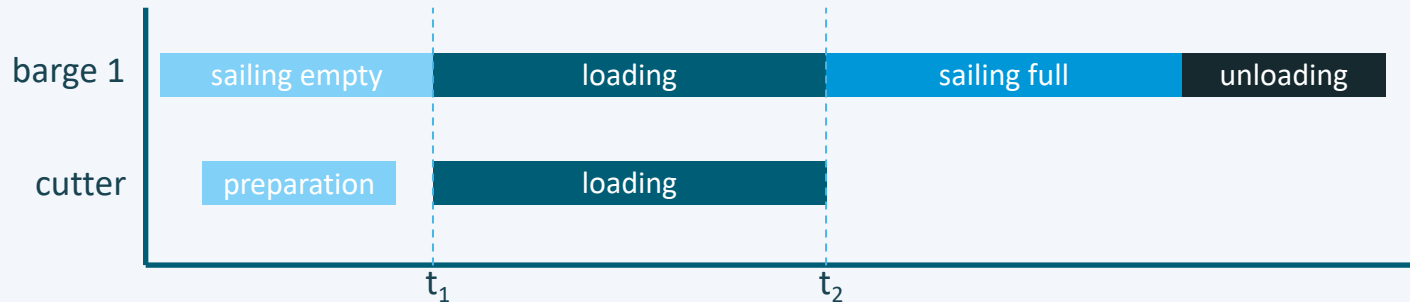 barge 1 sailing empty loading sailing full unloading
cutter preparation loading
t₁ t₂